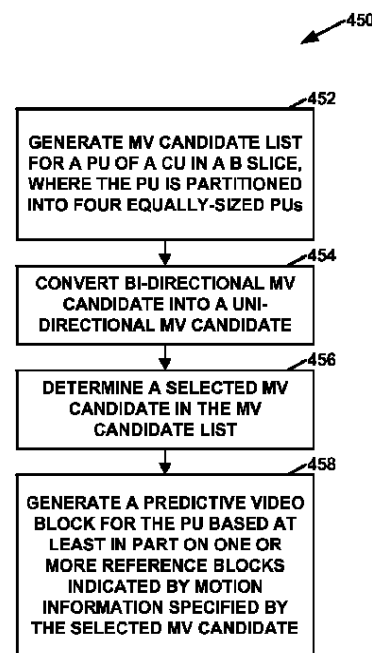 450
452
GENERATE MV CANDIDATE LIST
FOR A PU OF A CU IN A B SLICE,
WHERE THE PU IS PARTITIONED
INTO FOUR EQUALLY-SIZED PUs
454
CONVERT BI-DIRECTIONAL MV
CANDIDATE INTO A UNI-
DIRECTIONAL MV CANDIDATE
456
DETERMINE A SELECTED MV
CANDIDATE IN THE MV
CANDIDATE LIST
458
GENERATE A PREDICTIVE VIDEO
BLOCK FOR THE PU BASED AT
LEAST IN PART ON ONE OR
MORE REFERENCE BLOCKS
INDICATED BY MOTION
INFORMATION SPECIFIED BY
THE SELECTED MV CANDIDATE